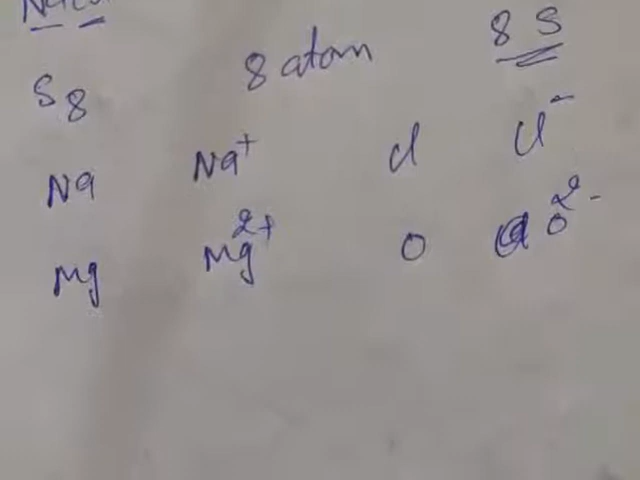 S8 8 atom 8 S
Na Na+ Cl Cl-
Mg Mg2+ O O2-